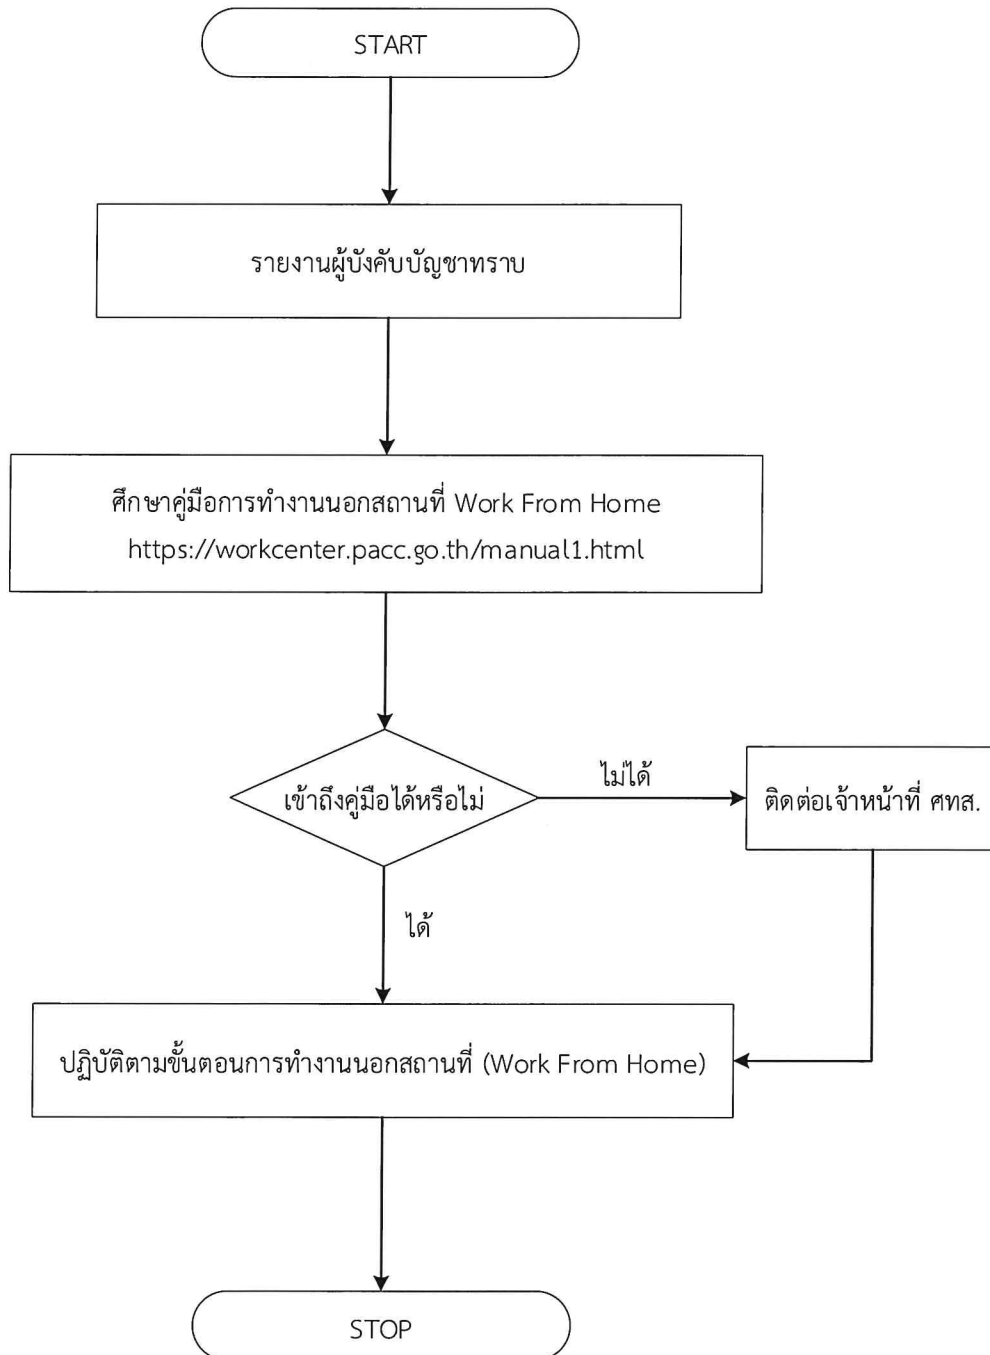 START
รายงานผู้บังคับบัญชาทราบ
ศึกษาคู่มือการทำงานนอกสถานที่ Work From Home
https://workcenter.pacc.go.th/manual1.html
เข้าถึงคู่มือได้หรือไม่
ไม่ได้
ติดต่อเจ้าหน้าที่ ศทส.
ได้
ปฏิบัติตามขั้นตอนการทำงานนอกสถานที่ (Work From Home)
STOP